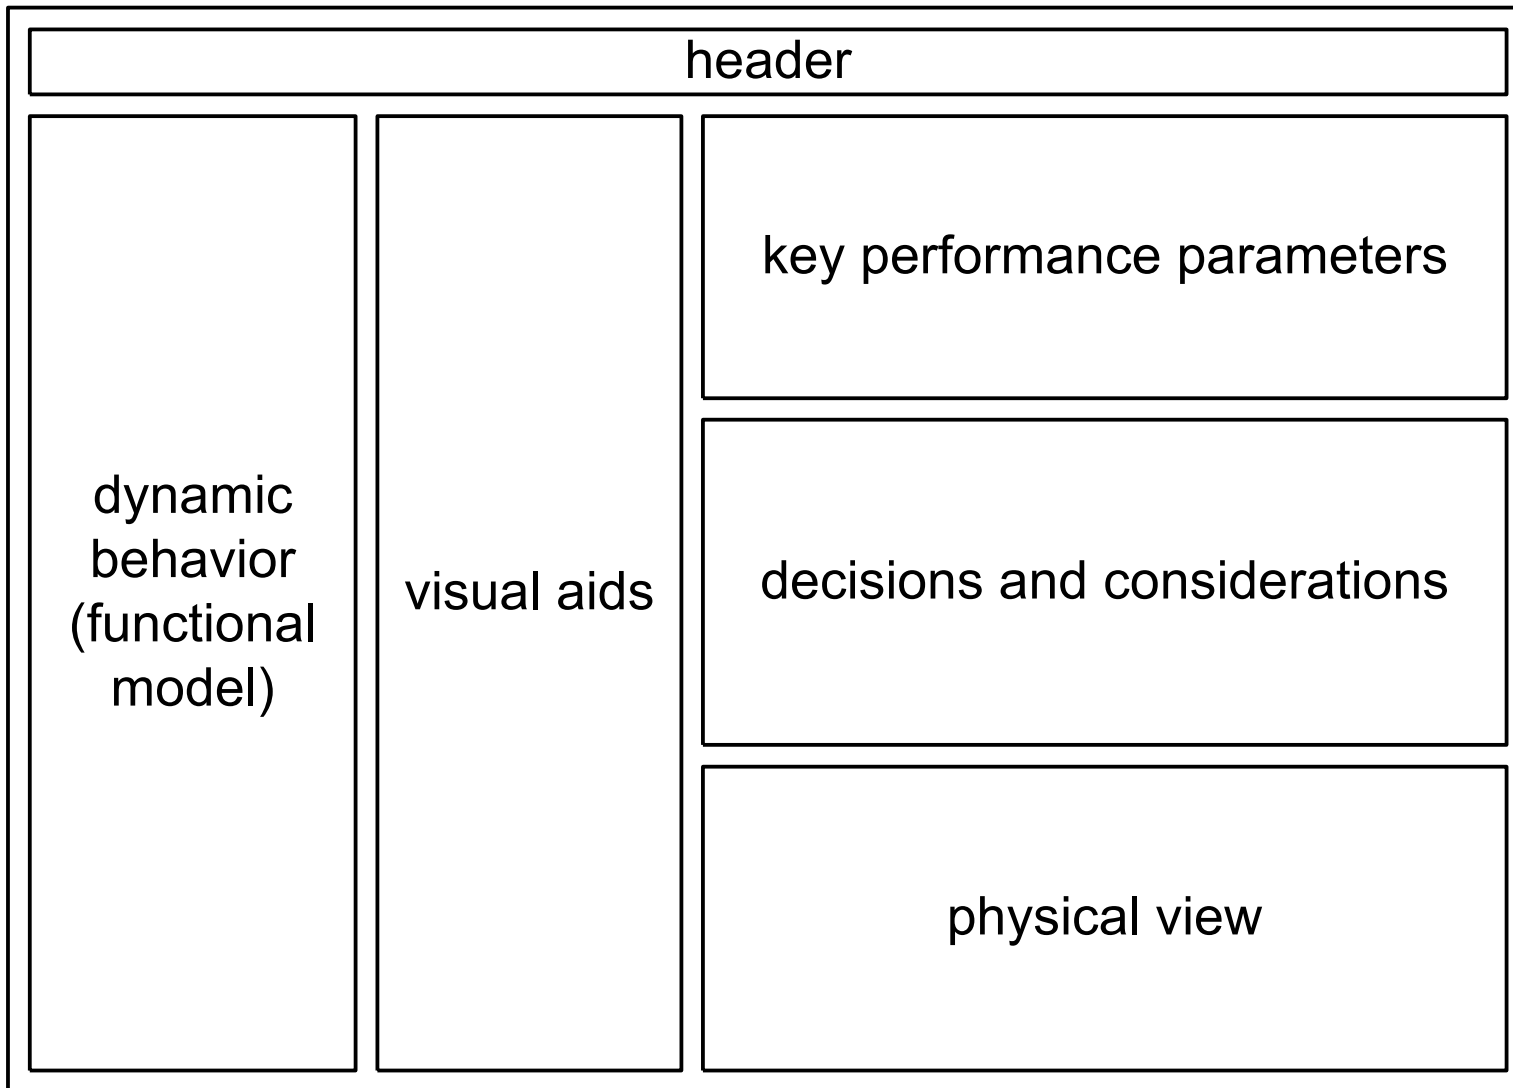 header
dynamic
behavior
(functional
model)
visual aids
key performance parameters
decisions and considerations
physical view